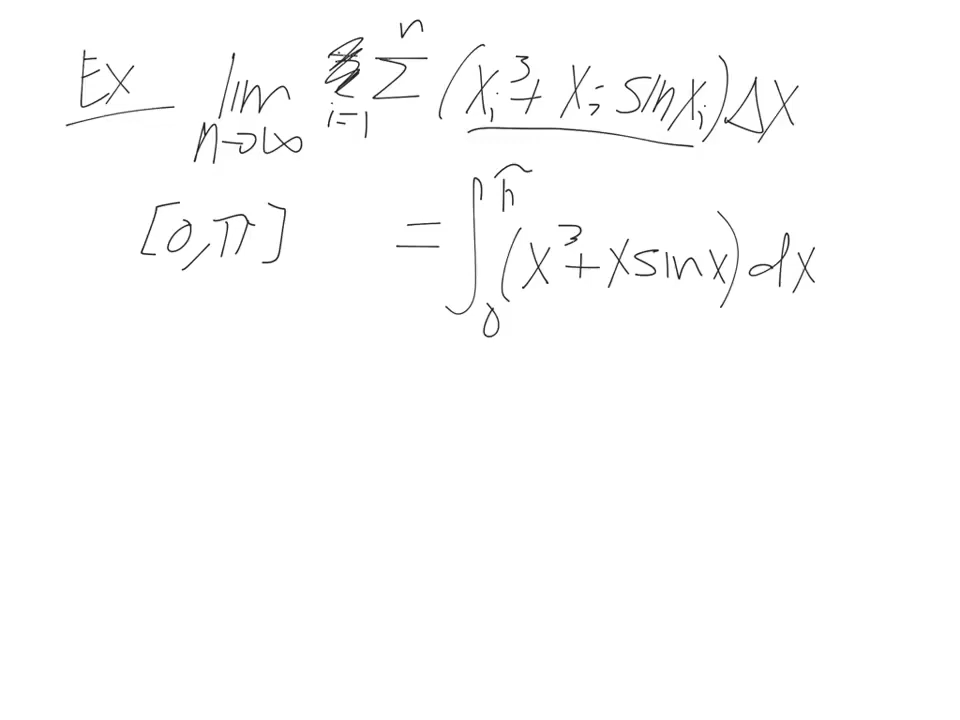 Ex lim n→∞ Σ i=1 n (xᵢ³ + xᵢ sin xᵢ) Δx
[0, π] = ∫₀^π (x³ + x sin x) dx